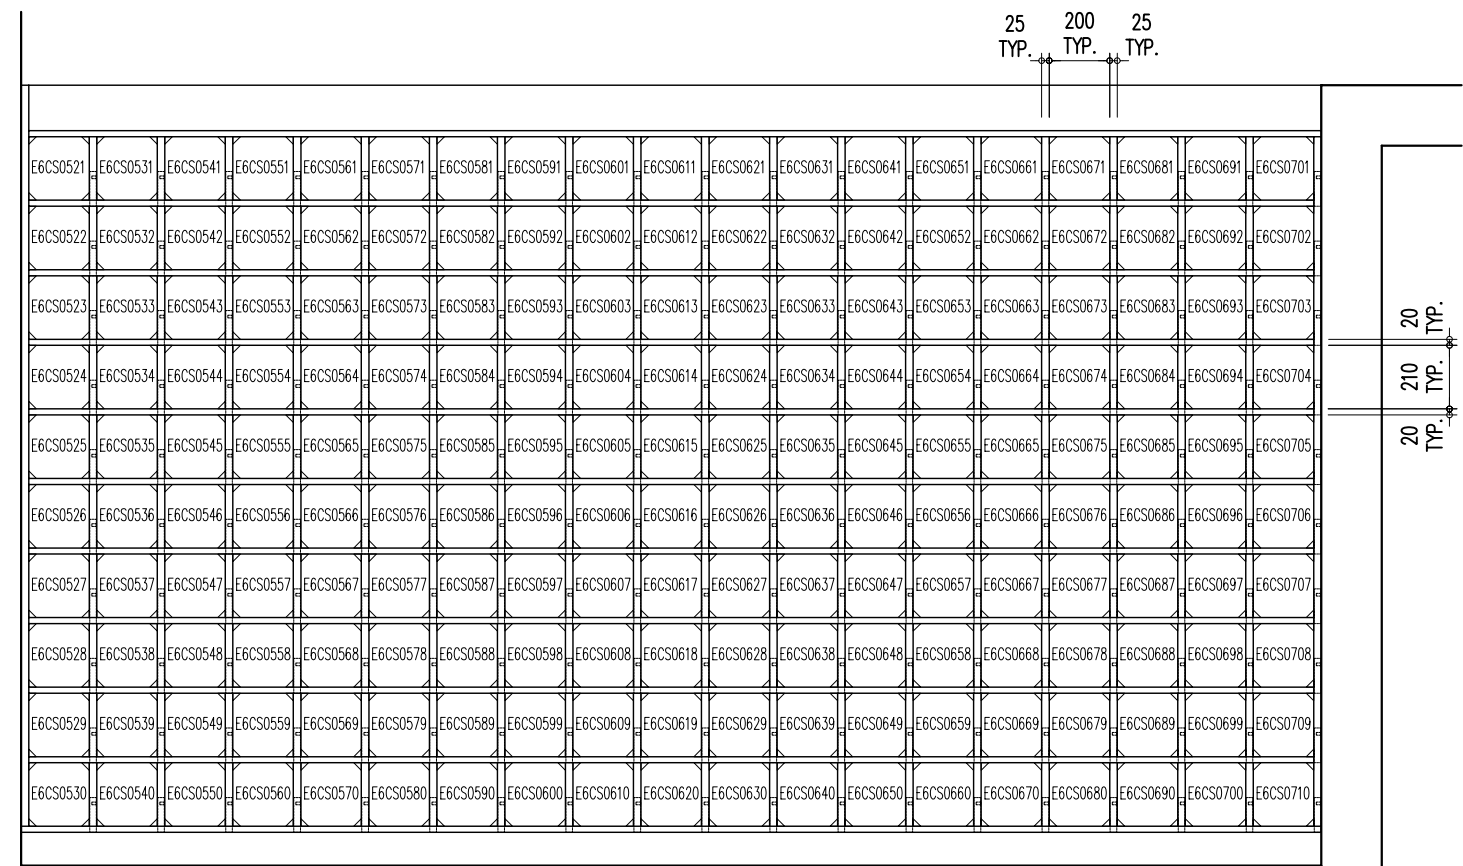 25 200 25
TYP. TYP. TYP.
E6CS0521 E6CS0531 E6CS0541 E6CS0551 E6CS0561 E6CS0571 E6CS0581 E6CS0591 E6CS0601 E6CS0611 E6CS0621 E6CS0631 E6CS0641 E6CS0651 E6CS0661 E6CS0671 E6CS0681 E6CS0691 E6CS0701
E6CS0522 E6CS0532 E6CS0542 E6CS0552 E6CS0562 E6CS0572 E6CS0582 E6CS0592 E6CS0602 E6CS0612 E6CS0622 E6CS0632 E6CS0642 E6CS0652 E6CS0662 E6CS0672 E6CS0682 E6CS0692 E6CS0702
E6CS0523 E6CS0533 E6CS0543 E6CS0553 E6CS0563 E6CS0573 E6CS0583 E6CS0593 E6CS0603 E6CS0613 E6CS0623 E6CS0633 E6CS0643 E6CS0653 E6CS0663 E6CS0673 E6CS0683 E6CS0693 E6CS0703
20
TYP.
E6CS0524 E6CS0534 E6CS0544 E6CS0554 E6CS0564 E6CS0574 E6CS0584 E6CS0594 E6CS0604 E6CS0614 E6CS0624 E6CS0634 E6CS0644 E6CS0654 E6CS0664 E6CS0674 E6CS0684 E6CS0694 E6CS0704
210
TYP.
E6CS0525 E6CS0535 E6CS0545 E6CS0555 E6CS0565 E6CS0575 E6CS0585 E6CS0595 E6CS0605 E6CS0615 E6CS0625 E6CS0635 E6CS0645 E6CS0655 E6CS0665 E6CS0675 E6CS0685 E6CS0695 E6CS0705
20
TYP.
E6CS0526 E6CS0536 E6CS0546 E6CS0556 E6CS0566 E6CS0576 E6CS0586 E6CS0596 E6CS0606 E6CS0616 E6CS0626 E6CS0636 E6CS0646 E6CS0656 E6CS0666 E6CS0676 E6CS0686 E6CS0696 E6CS0706
E6CS0527 E6CS0537 E6CS0547 E6CS0557 E6CS0567 E6CS0577 E6CS0587 E6CS0597 E6CS0607 E6CS0617 E6CS0627 E6CS0637 E6CS0647 E6CS0657 E6CS0667 E6CS0677 E6CS0687 E6CS0697 E6CS0707
E6CS0528 E6CS0538 E6CS0548 E6CS0558 E6CS0568 E6CS0578 E6CS0588 E6CS0598 E6CS0608 E6CS0618 E6CS0628 E6CS0638 E6CS0648 E6CS0658 E6CS0668 E6CS0678 E6CS0688 E6CS0698 E6CS0708
E6CS0529 E6CS0539 E6CS0549 E6CS0559 E6CS0569 E6CS0579 E6CS0589 E6CS0599 E6CS0609 E6CS0619 E6CS0629 E6CS0639 E6CS0649 E6CS0659 E6CS0669 E6CS0679 E6CS0689 E6CS0699 E6CS0709
E6CS0530 E6CS0540 E6CS0550 E6CS0560 E6CS0570 E6CS0580 E6CS0590 E6CS0600 E6CS0610 E6CS0620 E6CS0630 E6CS0640 E6CS0650 E6CS0660 E6CS0670 E6CS0680 E6CS0690 E6CS0700 E6CS0710